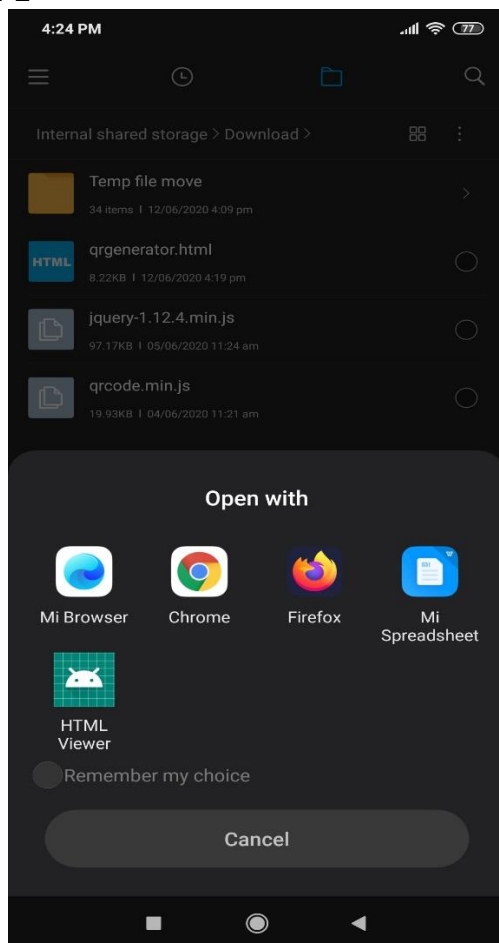 4:24 PM
77
Internal shared storage > Download >
Temp file move
34 items | 12/06/2020 4:09 pm
HTML
qrgenerator.html
8.22KB | 12/06/2020 4:19 pm
jquery-1.12.4.min.js
97.17KB | 05/06/2020 11:24 am
qrcode.min.js
19.93KB | 04/06/2020 11:21 am
Open with
Mi Browser
Chrome
Firefox
Mi
Spreadsheet
HTML
Viewer
Remember my choice
Cancel